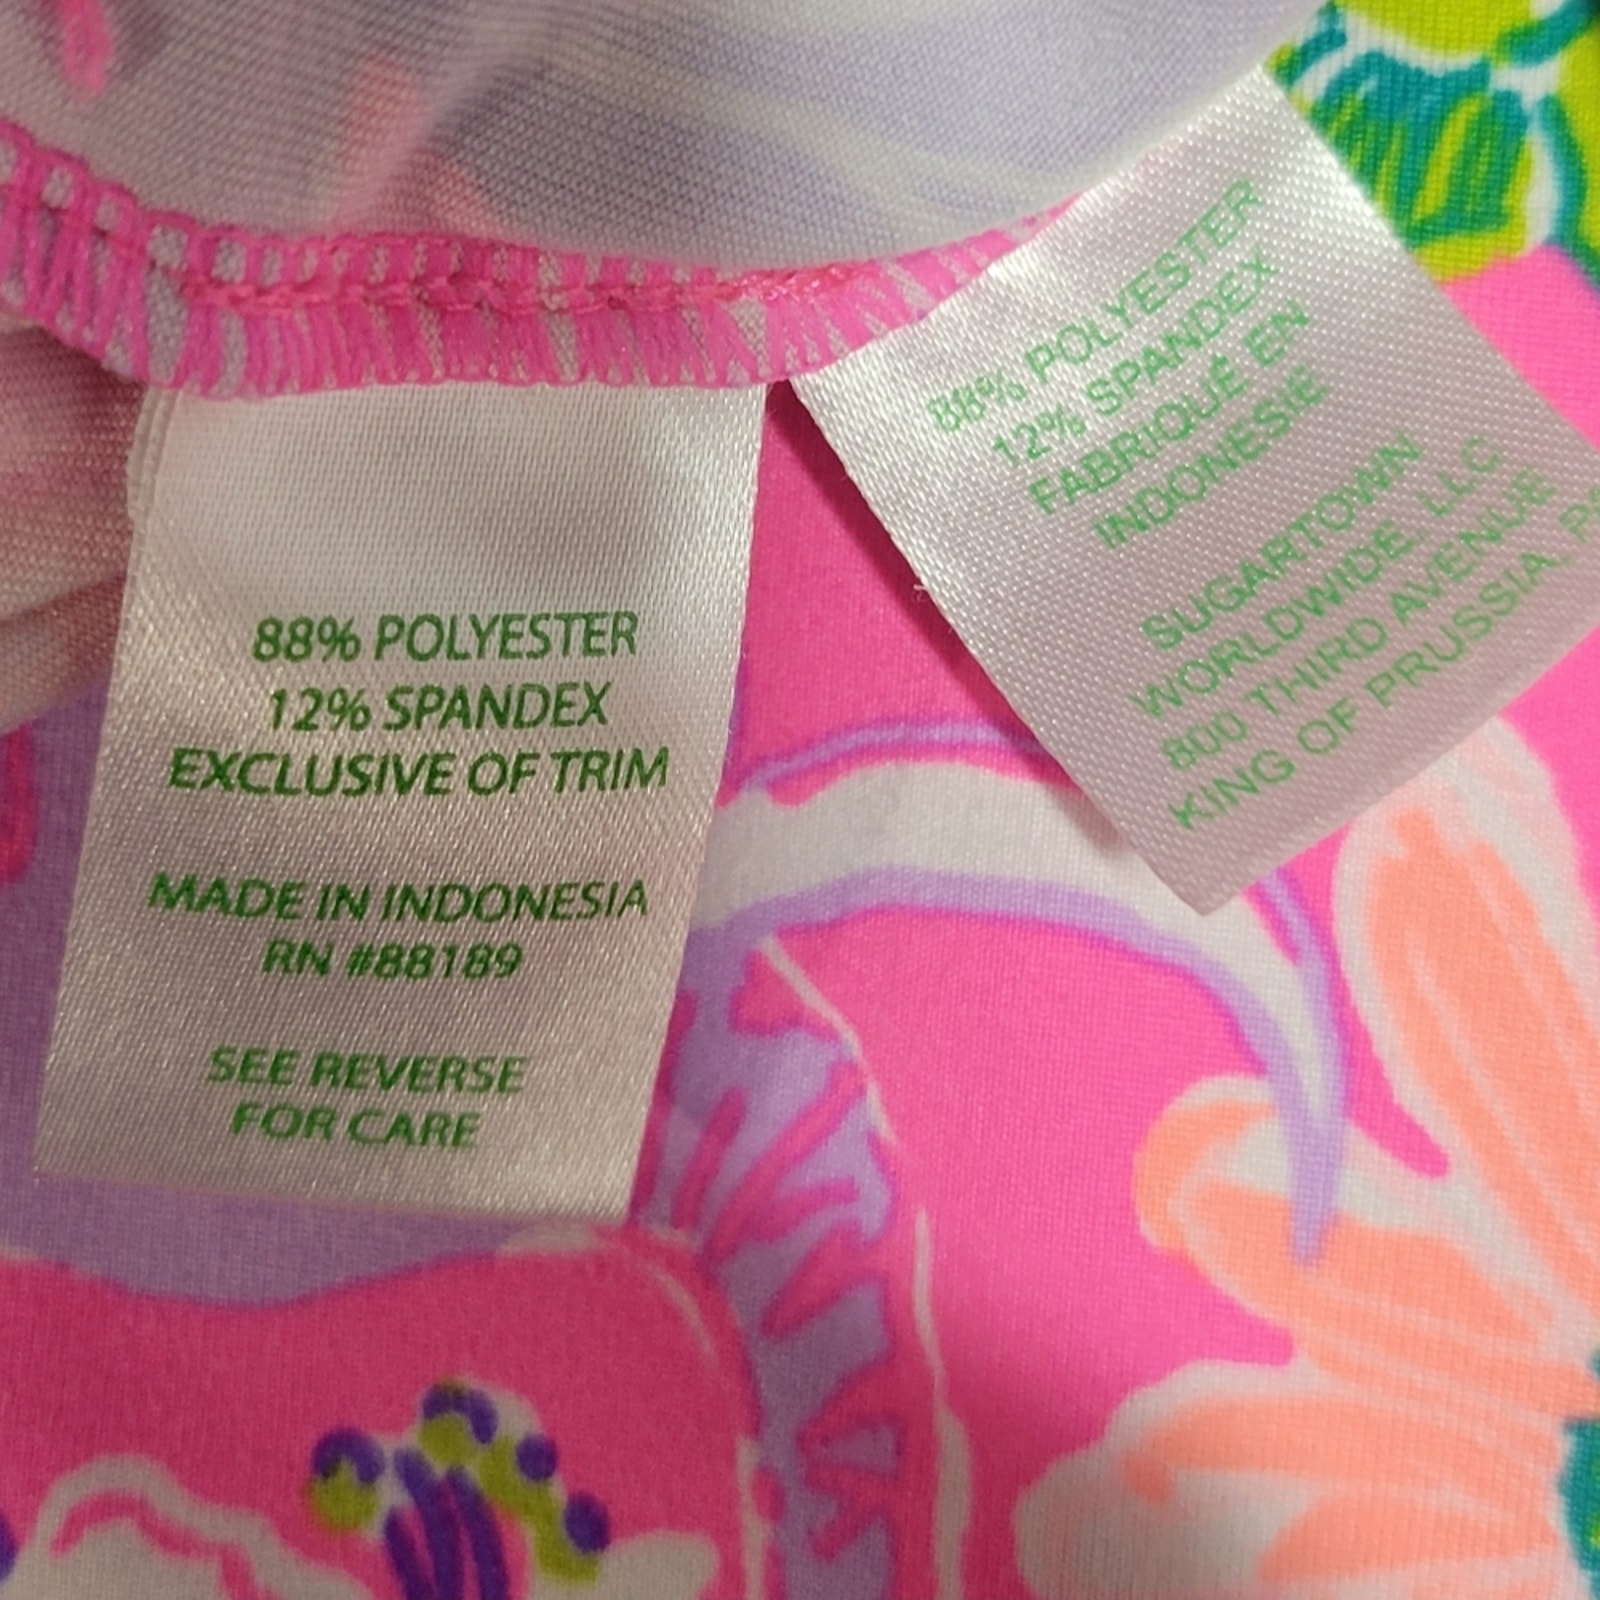 88% POLYESTER
12% SPANDEX
EXCLUSIVE OF TRIM
MADE IN INDONESIA
RN #88189
SEE REVERSE
FOR CARE
88% POLYESTER
12% SPANDEX
FABRIQUÉ EN
INDONESIE
SUGARTOWN
WORLDWIDE, LLC
800 THIRD AVENUE
KING OF PRUSSIA,